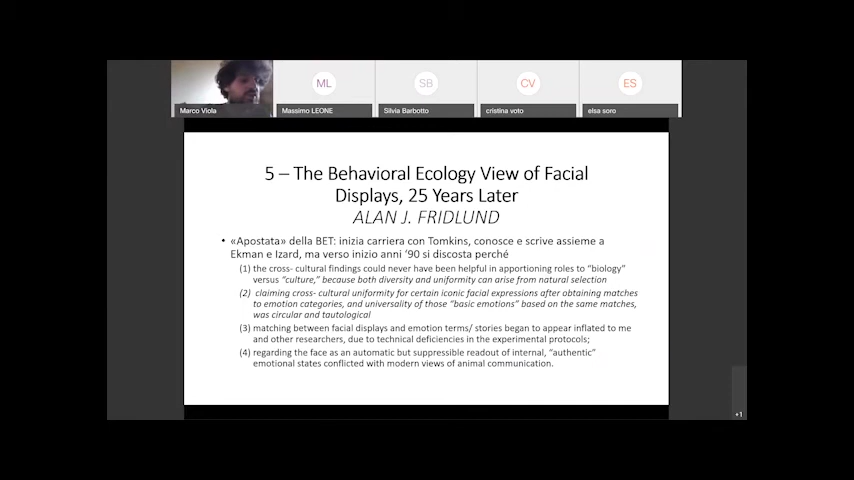 ML
SB
CV
ES
Marco Viola
Massimo LEONE
Silvia Barbotto
cristina voto
elsa soro
5 – The Behavioral Ecology View of Facial
Displays, 25 Years Later
ALAN J. FRIDLUND
• «Apostata» della BET: inizia carriera con Tomkins, conosce e scrive assieme a
Ekman e Izard, ma verso inizio anni ‘90 si discosta perché
(1) the cross- cultural findings could never have been helpful in apportioning roles to “biology”
versus “culture,” because both diversity and uniformity can arise from natural selection
(2) claiming cross- cultural uniformity for certain iconic facial expressions after obtaining matches
to emotion categories, and universality of those “basic emotions” based on the same matches,
was circular and tautological
(3) matching between facial displays and emotion terms/ stories began to appear inflated to me
and other researchers, due to technical deficiencies in the experimental protocols;
(4) regarding the face as an automatic but suppressible readout of internal, “authentic”
emotional states conflicted with modern views of animal communication.
+1